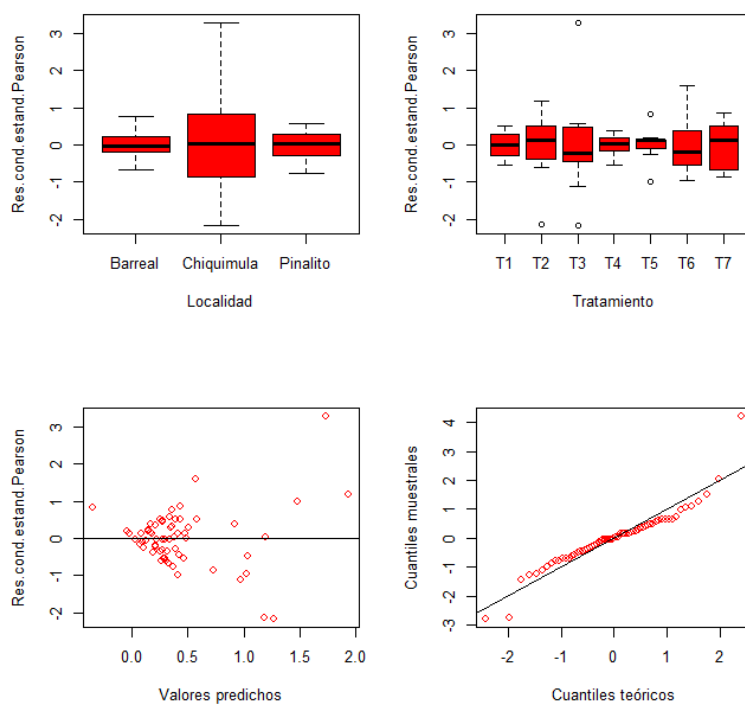 Res.cond.estand.Pearson
3
2
1
0
-1
-2
Barreal Chiquimula Pinalito
Localidad
Res.cond.estand.Pearson
3
2
1
0
-1
-2
T1 T2 T3 T4 T5 T6 T7
Tratamiento
Res.cond.estand.Pearson
3
2
1
0
-1
-2
0.0 0.5 1.0 1.5 2.0
Valores predichos
Cuantiles muestrales
4
3
2
1
0
-1
-2
-3
-2 -1 0 1 2
Cuantiles teóricos